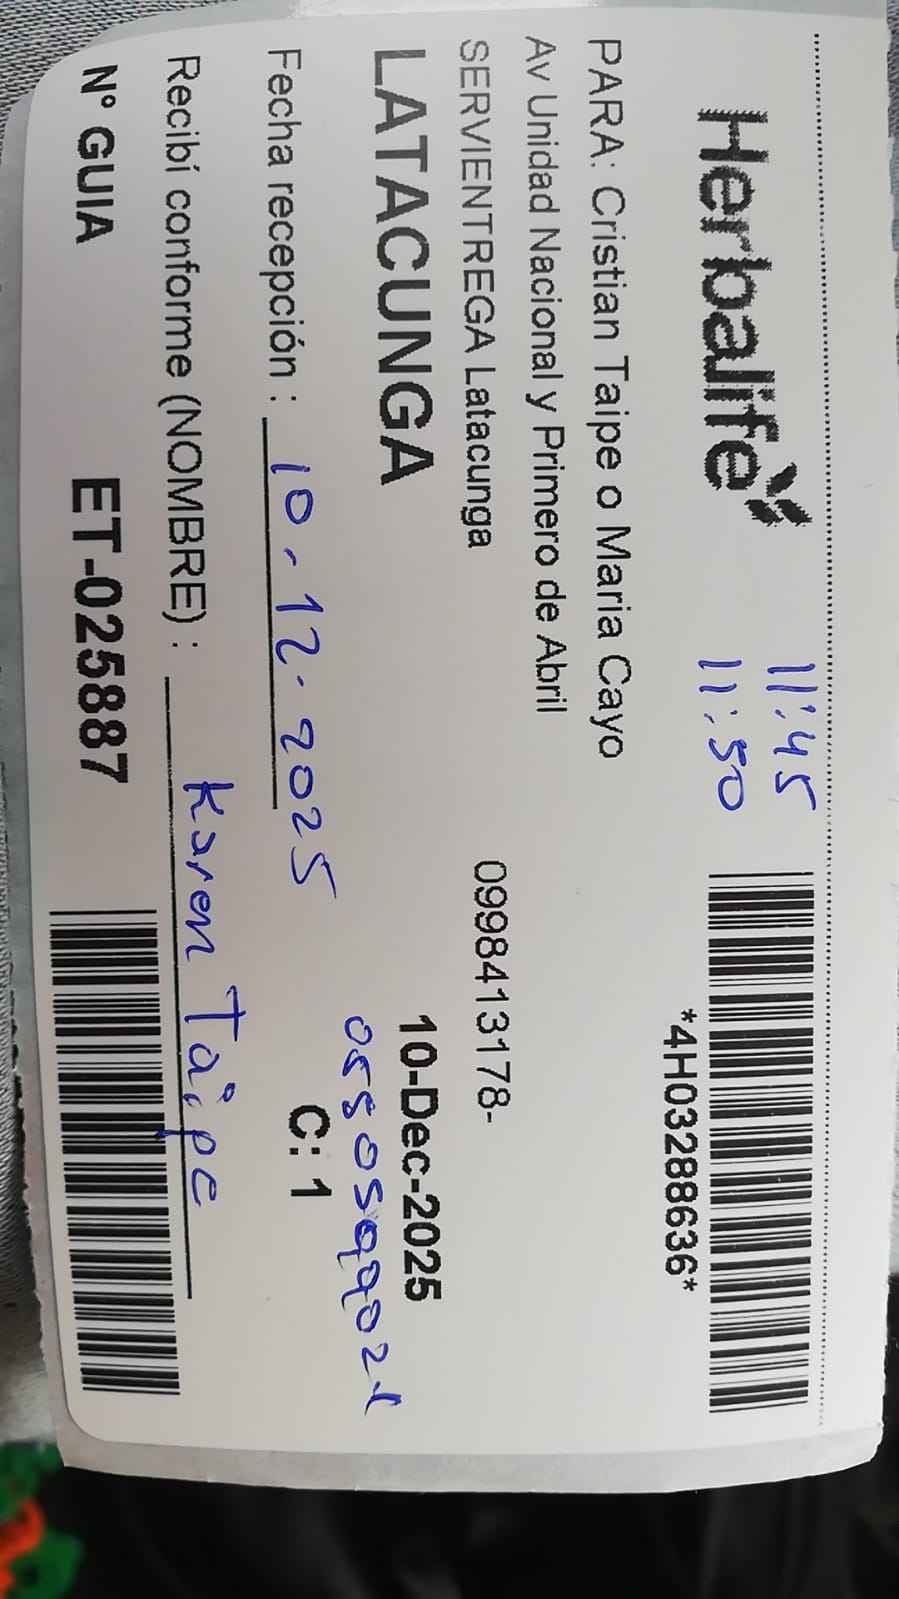 Herbalife
11:45
11:50
*4H03288636*
PARA: Cristian Taipe o Maria Cayo
Av Unidad Nacional y Primero de Abril
SERVIENTREGA Latacunga
0998413178-
LATACUNGA
10-Dec-2025
0550599021
Fecha recepción : 10-12-2025
C: 1
Recibí conforme (NOMBRE) : Karen Taipe
N° GUIA ET-025887